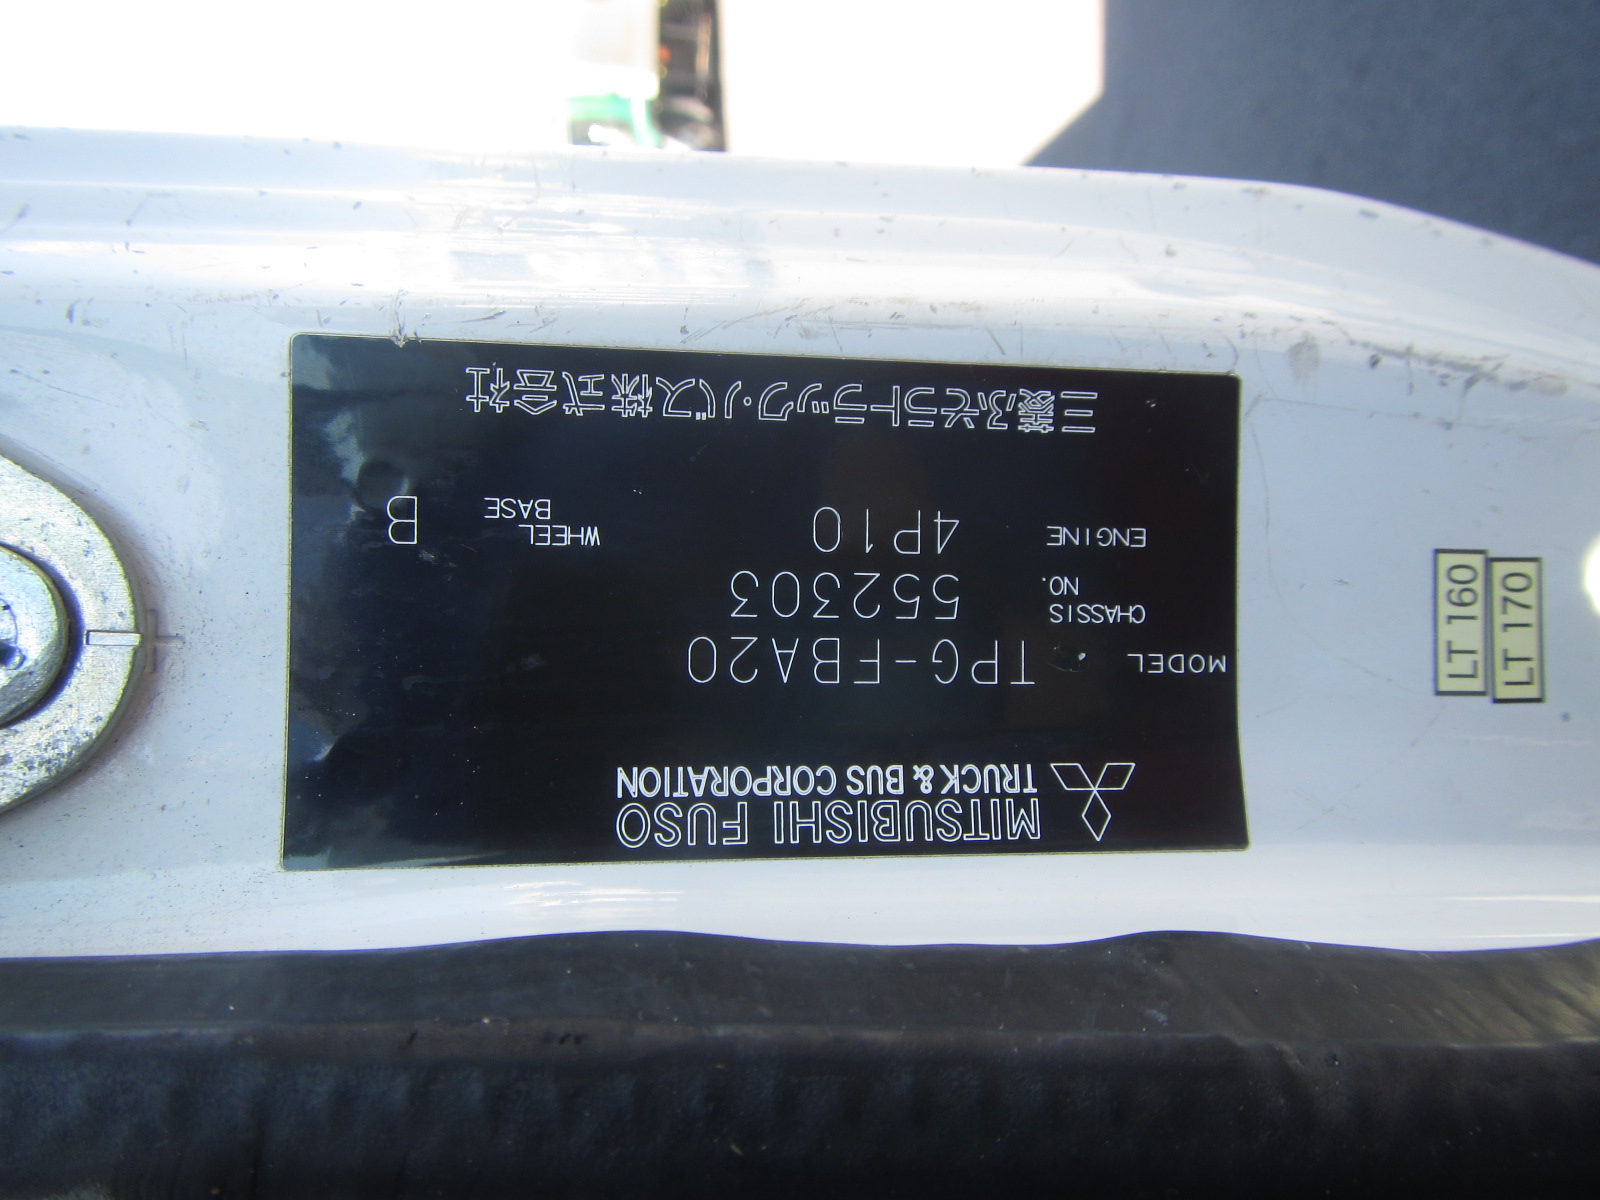 MITSUBISHI FUSO
TRUCK & BUS CORPORATION
MODEL TPG-FBA20
CHASSIS NO. 552303
ENGINE 4P10 WHEEL BASE B
三菱ふそうトラック・バス株式会社
LT 160
LT 170